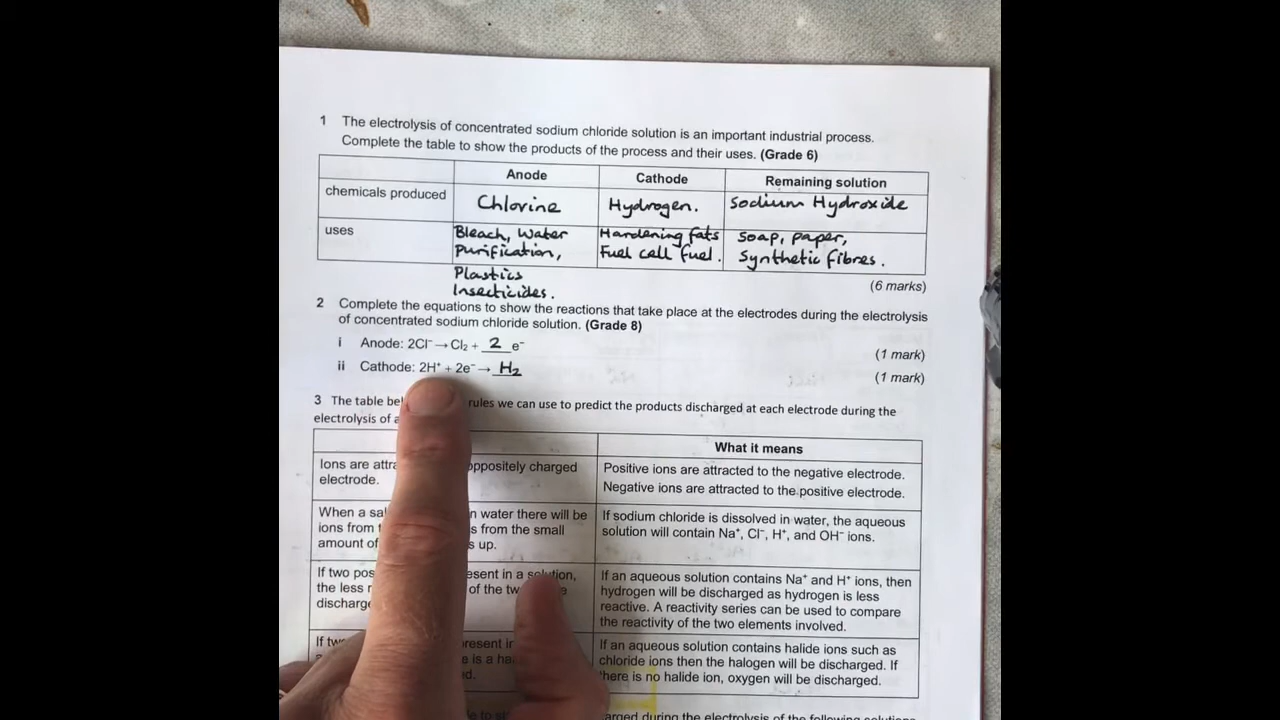 1 The electrolysis of concentrated sodium chloride solution is an important industrial process.
Complete the table to show the products of the process and their uses. (Grade 6)
Anode Cathode Remaining solution
chemicals produced Chlorine Hydrogen. Sodium Hydroxide
uses Bleach, Water Hardening fats Soap, paper,
Purification, Fuel cell fuel. Synthetic fibres.
Plastics
Insecticides.
(6 marks)
2 Complete the equations to show the reactions that take place at the electrodes during the electrolysis
of concentrated sodium chloride solution. (Grade 8)
i Anode: 2Cl⁻ → Cl₂ + 2 e⁻ (1 mark)
ii Cathode: 2H⁺ + 2e⁻ → H₂ (1 mark)
3 The table rules we can use to predict the products discharged at each electrode during the
electrolysis of
What it means
Ions are oppositely charged
electrode.
Positive ions are attracted to the negative electrode.
Negative ions are attracted to the positive electrode.
When a water there will be
ions from from the small
amount of up.
If sodium chloride is dissolved in water, the aqueous
solution will contain Na⁺, Cl⁻, H⁺, and OH⁻ ions.
If two in a solution,
the less of the
If an aqueous solution contains Na⁺ and H⁺ ions, then
hydrogen will be discharged as hydrogen is less
reactive. A reactivity series can be used to compare
the reactivity of the two elements involved.
If
is a
If an aqueous solution contains halide ions such as
chloride ions then the halogen will be discharged. If
there is no halide ion, oxygen will be discharged.
during the electrolysis of the following solutions